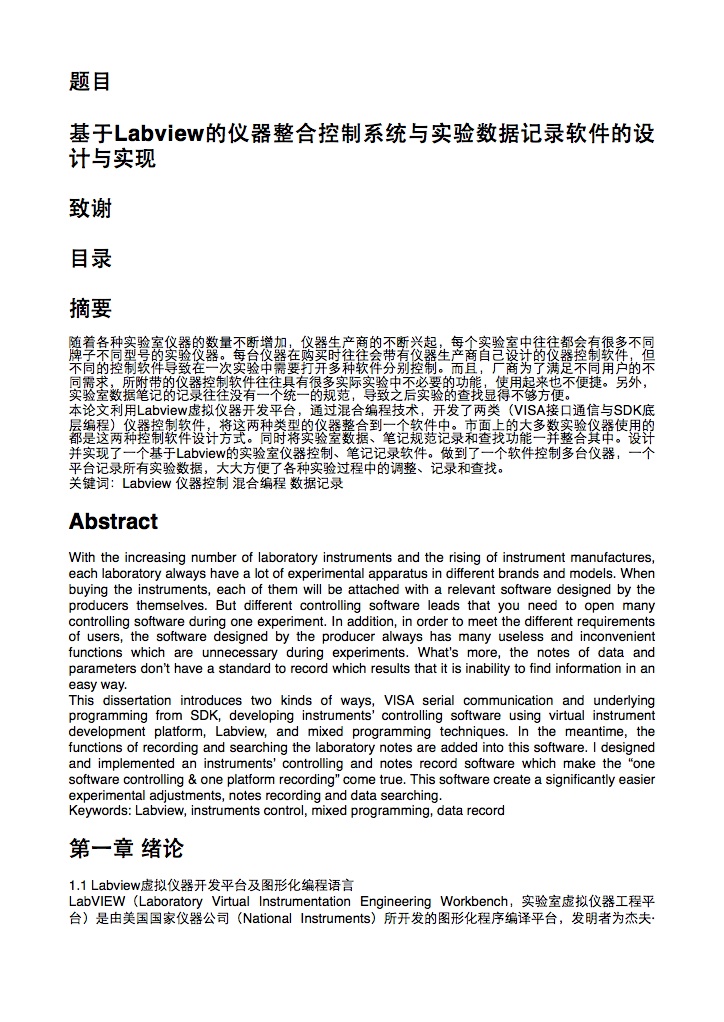 题目
基于Labview的仪器整合控制系统与实验数据记录软件的设
计与实现
致谢
目录
摘要
随着各种实验室仪器的数量不断增加，仪器生产商的不断兴起，每个实验室中往往都会有很多不同
牌子不同型号的实验仪器。每台仪器在购买时往往会带有仪器生产商自己设计的仪器控制软件，但
不同的控制软件导致在一次实验中需要打开多种软件分别控制。而且，厂商为了满足不同用户的不
同需求，所附带的仪器控制软件往往具有很多实际实验中不必要的功能，使用起来也不便捷。另外，
实验室数据笔记的记录往往没有一个统一的规范，导致之后实验的查找显得不够方便。
本论文利用Labview虚拟仪器开发平台，通过混合编程技术，开发了两类（VISA接口通信与SDK底
层编程）仪器控制软件，将这两种类型的仪器整合到一个软件中。市面上的大多数实验仪器使用的
都是这两种控制软件设计方式。同时将实验室数据、笔记规范记录和查找功能一并整合其中。设计
并实现了一个基于Labview的实验室仪器控制、笔记记录软件。做到了一个软件控制多台仪器，一个
平台记录所有实验数据，大大方便了各种实验过程中的调整、记录和查找。
关键词：Labview 仪器控制 混合编程 数据记录
Abstract
With the increasing number of laboratory instruments and the rising of instrument manufactures,
each laboratory always have a lot of experimental apparatus in different brands and models. When
buying the instruments, each of them will be attached with a relevant software designed by the
producers themselves. But different controlling software leads that you need to open many
controlling software during one experiment. In addition, in order to meet the different requirements
of users, the software designed by the producer always has many useless and inconvenient
functions which are unnecessary during experiments. What’s more, the notes of data and
parameters don’t have a standard to record which results that it is inability to find information in an
easy way.
This dissertation introduces two kinds of ways, VISA serial communication and underlying
programming from SDK, developing instruments’ controlling software using virtual instrument
development platform, Labview, and mixed programming techniques. In the meantime, the
functions of recording and searching the laboratory notes are added into this software. I designed
and implemented an instruments’ controlling and notes record software which make the “one
software controlling & one platform recording” come true. This software create a significantly easier
experimental adjustments, notes recording and data searching.
Keywords: Labview, instruments control, mixed programming, data record
第一章 绪论
1.1 Labview虚拟仪器开发平台及图形化编程语言
LabVIEW（Laboratory Virtual Instrumentation Engineering Workbench，实验室虚拟仪器工程平
台）是由美国国家仪器公司（National Instruments）所开发的图形化程序编译平台，发明者为杰夫·